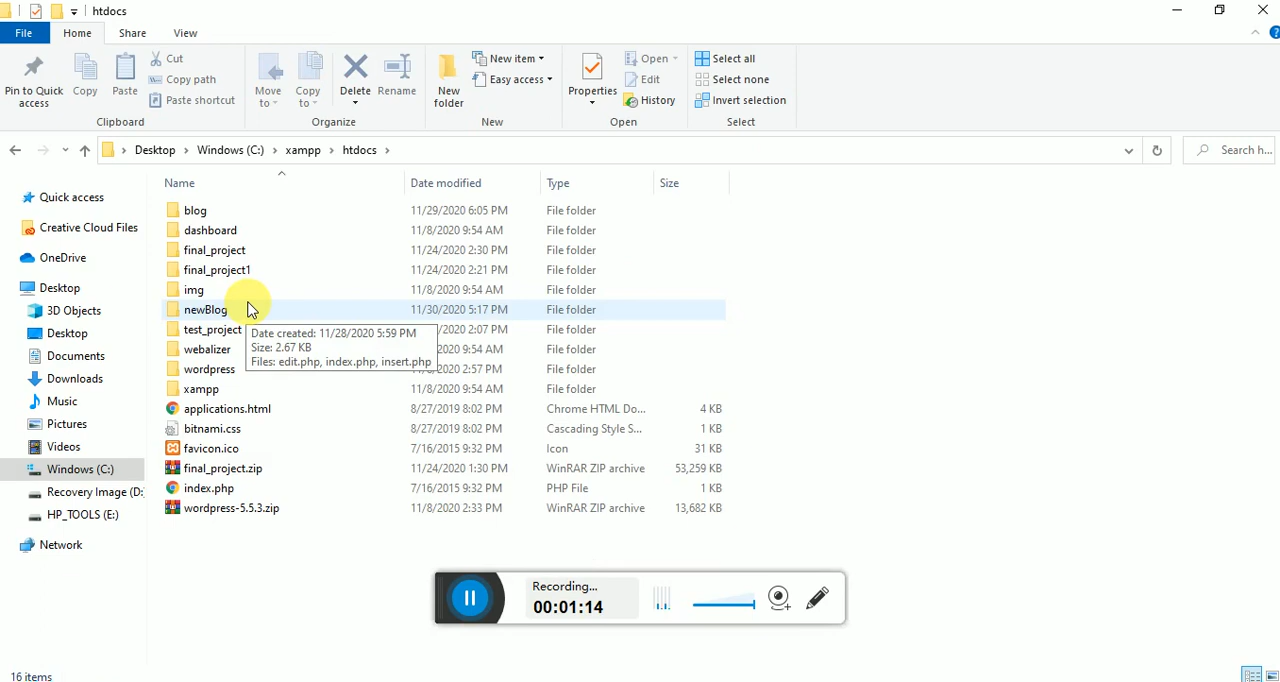 htdocs
File Home Share View
Pin to Quick access
Copy
Paste
Cut
Copy path
Paste shortcut
Clipboard
Move to
Copy to
Delete
Rename
Organize
New folder
New item
Easy access
New
Properties
Open
Edit
History
Open
Select all
Select none
Invert selection
Select
Desktop Windows (C:) xampp htdocs
Search h...
Quick access
Creative Cloud Files
OneDrive
Desktop
3D Objects
Desktop
Documents
Downloads
Music
Pictures
Videos
Windows (C:)
Recovery Image (D:
HP_TOOLS (E:)
Network
Name Date modified Type Size
blog 11/29/2020 6:05 PM File folder
dashboard 11/8/2020 9:54 AM File folder
final_project 11/24/2020 2:30 PM File folder
final_project1 11/24/2020 2:21 PM File folder
img 11/8/2020 9:54 AM File folder
newBlog 11/30/2020 5:17 PM File folder
test_project /2020 2:07 PM File folder
webalizer 2020 9:54 AM File folder
wordpress /2020 2:57 PM File folder
xampp 11/8/2020 9:54 AM File folder
applications.html 8/27/2019 8:02 PM Chrome HTML Do... 4 KB
bitnami.css 8/27/2019 8:02 PM Cascading Style S... 1 KB
favicon.ico 7/16/2015 9:32 PM Icon 31 KB
final_project.zip 11/24/2020 1:30 PM WinRAR ZIP archive 53,259 KB
index.php 7/16/2015 9:32 PM PHP File 1 KB
wordpress-5.5.3.zip 11/8/2020 2:33 PM WinRAR ZIP archive 13,682 KB
Date created: 11/28/2020 5:59 PM
Size: 2.67 KB
Files: edit.php, index.php, insert.php
Recording...
00:01:14
16 items